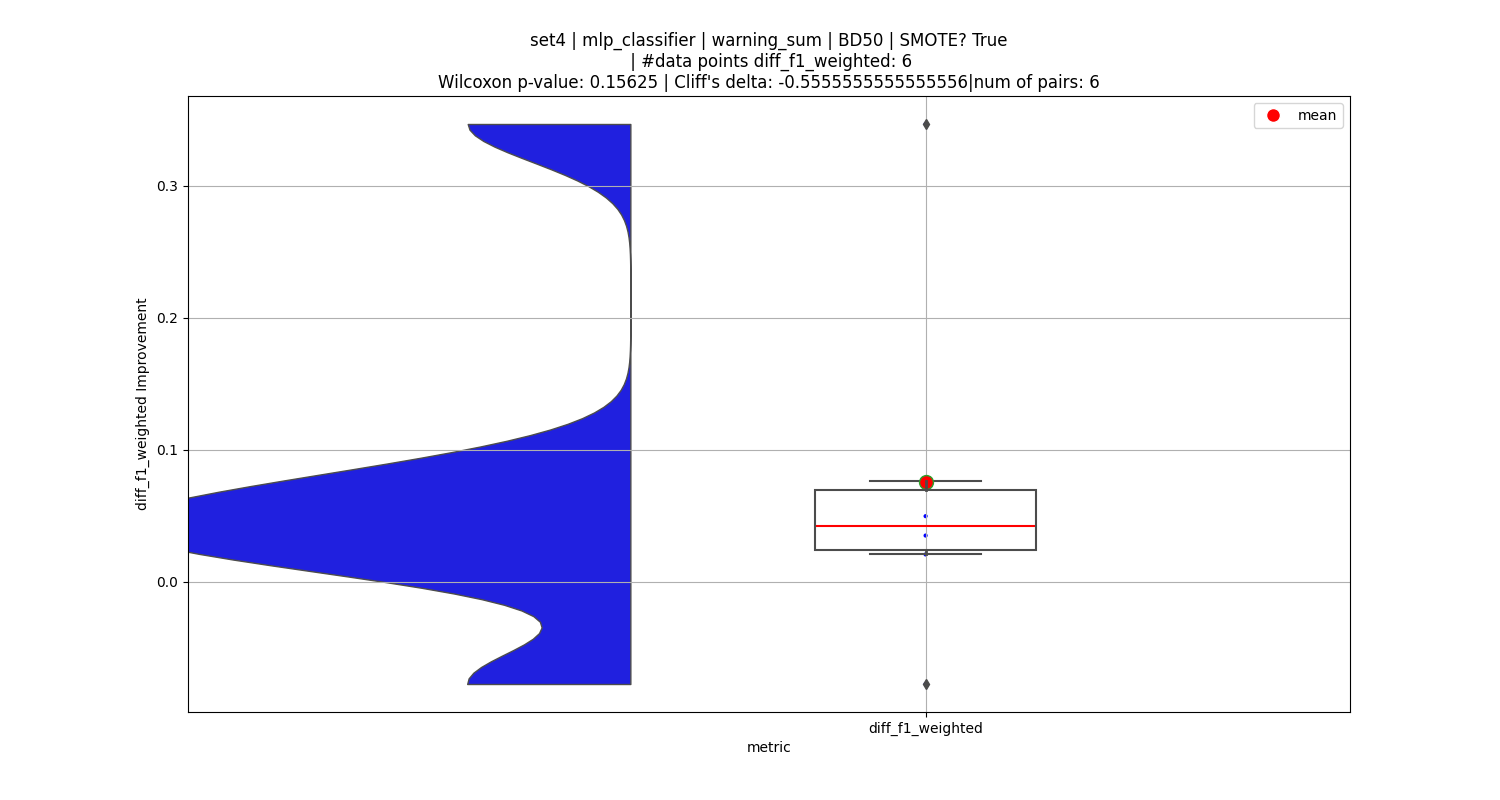 set4 | mlp_classifier | warning_sum | BD50 | SMOTE? True
| #data points diff_f1_weighted: 6
Wilcoxon p-value: 0.15625 | Cliff's delta: -0.5555555555555556|num of pairs: 6
mean
0.3
0.2
0.1
0.0
diff_f1_weighted Improvement
diff_f1_weighted
metric